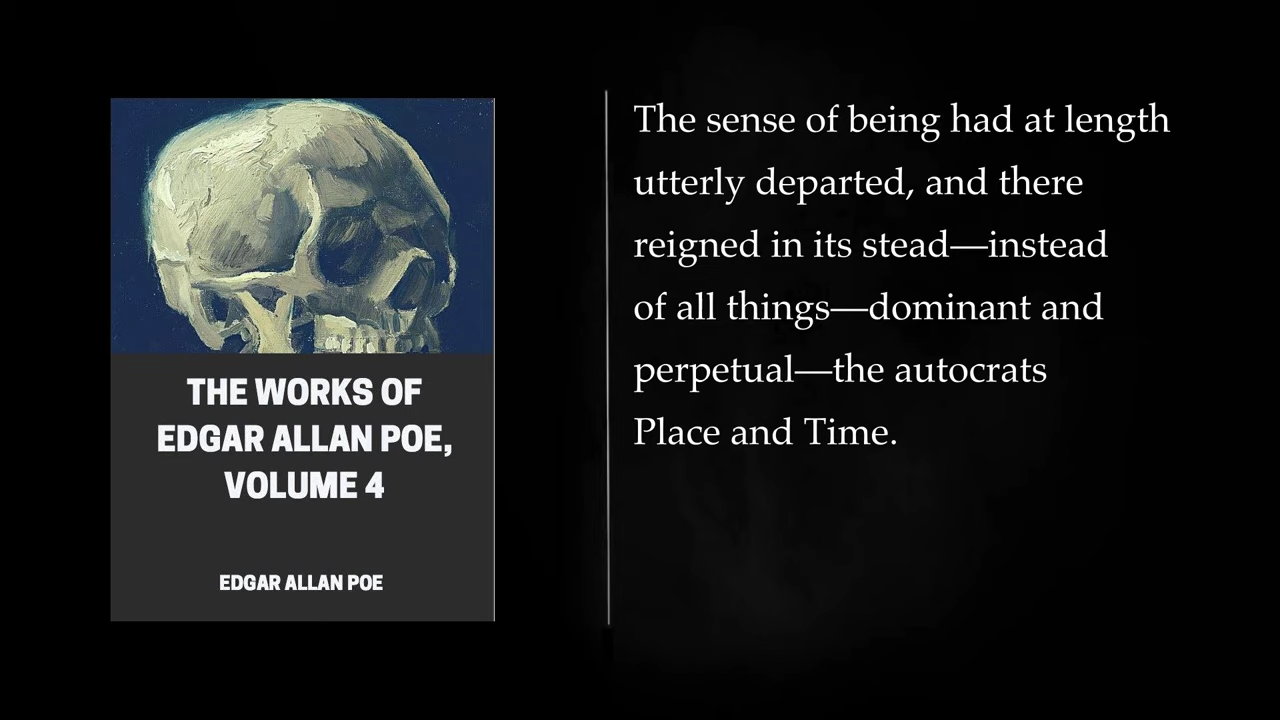 THE WORKS OF
EDGAR ALLAN POE,
VOLUME 4
EDGAR ALLAN POE
The sense of being had at length
utterly departed, and there
reigned in its stead—instead
of all things—dominant and
perpetual—the autocrats
Place and Time.